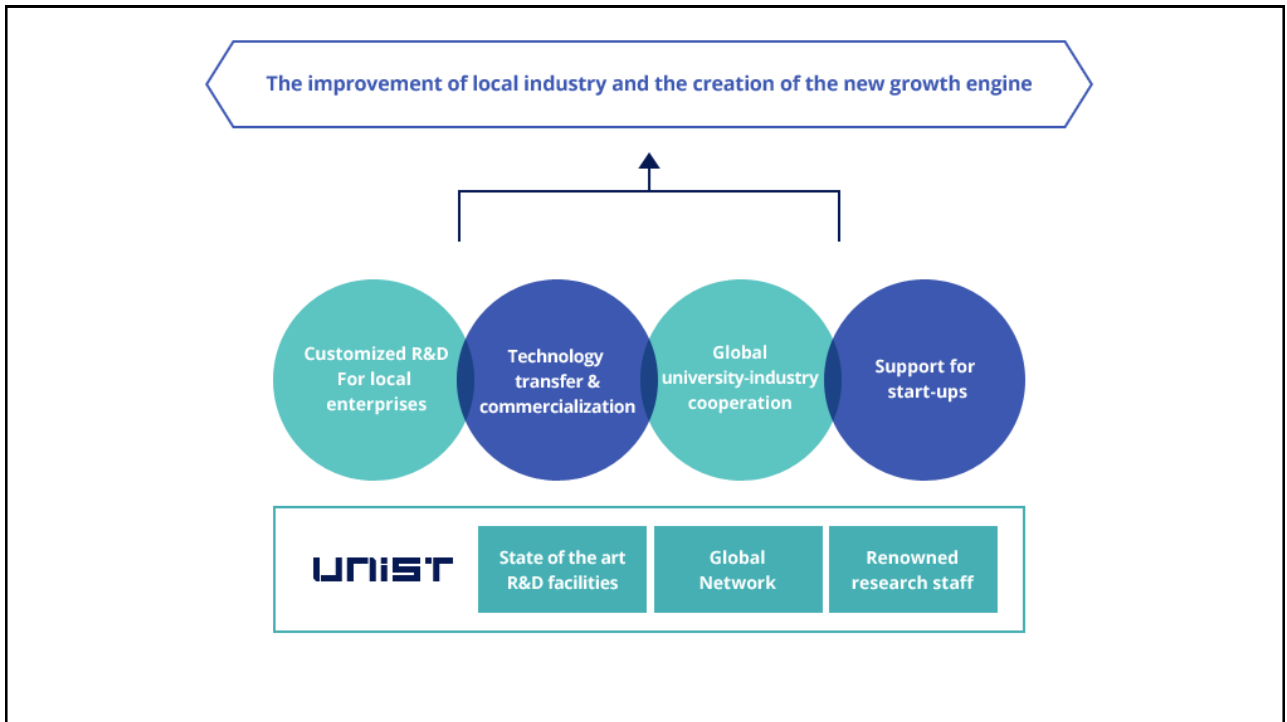 The improvement of local industry and the creation of the new growth engine
Customized R&D
For local
enterprises
Technology
transfer &
commercialization
Global
university-industry
cooperation
Support for
start-ups
UNIST
State of the art
R&D facilities
Global
Network
Renowned
research staff